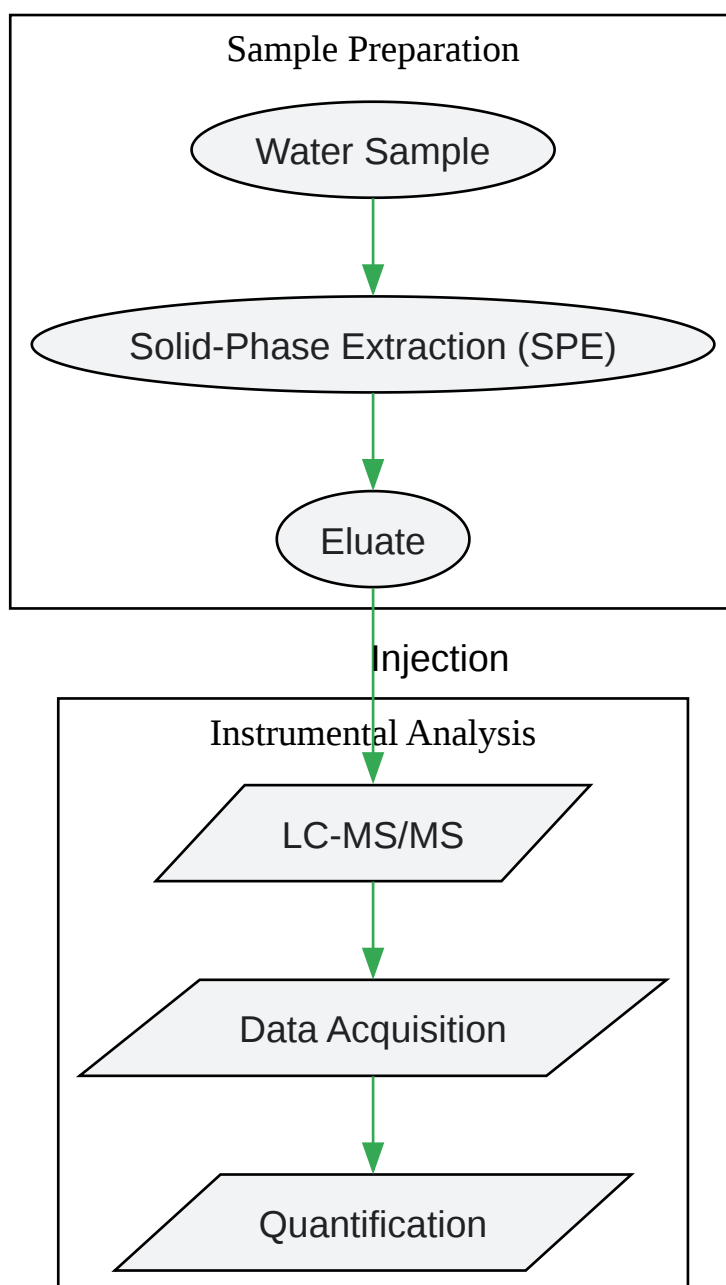 Sample Preparation
Water Sample
Solid-Phase Extraction (SPE)
Eluate
Injection
Instrumental Analysis
LC-MS/MS
Data Acquisition
Quantification